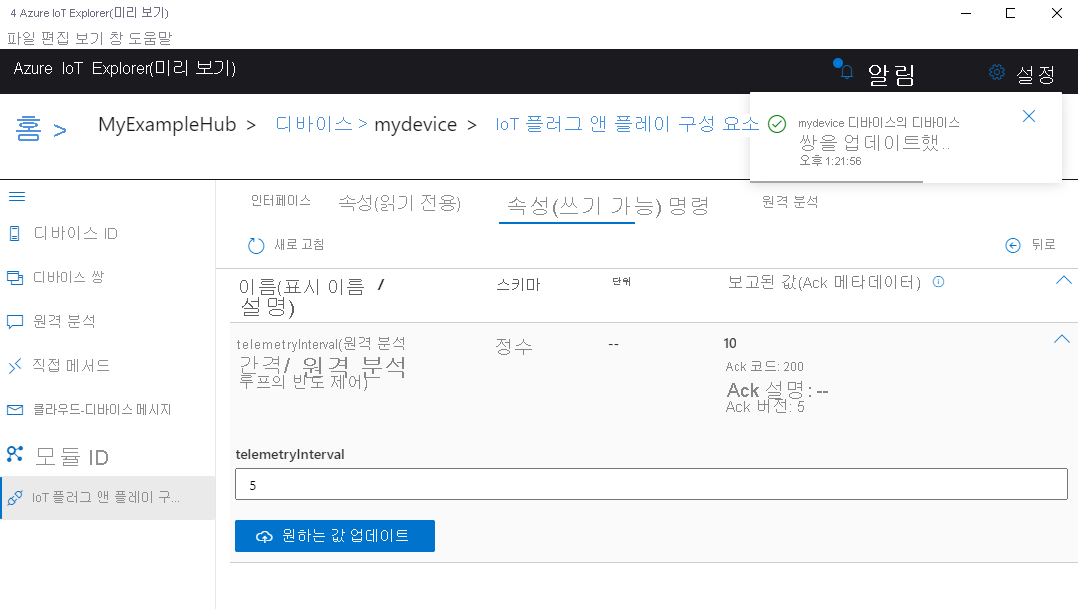 4 Azure IoT Explorer(미리 보기)
파일 편집 보기 창 도움말
Azure IoT Explorer(미리 보기)
알림
설정
홈 > MyExampleHub > 디바이스 > mydevice > IoT 플러그 앤 플레이 구성 요소
mydevice 디바이스의 디바이스
쌍을 업데이트했...
오후 1:21:56
디바이스 ID
디바이스 쌍
원격 분석
직접 메서드
클라우드-디바이스 메시지
모듈 ID
IoT 플러그 앤 플레이 구...
인터페이스 속성(읽기 전용) 속성(쓰기 가능) 명령 원격 분석
새로 고침
뒤로
이름(표시 이름 /
설명)
스키마
단위
보고된 값(Ack 메타데이터)
telemetryInterval(원격 분석
간격/ 원격 분석
루프의 빈도 제어)
정수
--
10
Ack 코드: 200
Ack 설명: --
Ack 버전: 5
telemetryInterval
5
원하는 값 업데이트